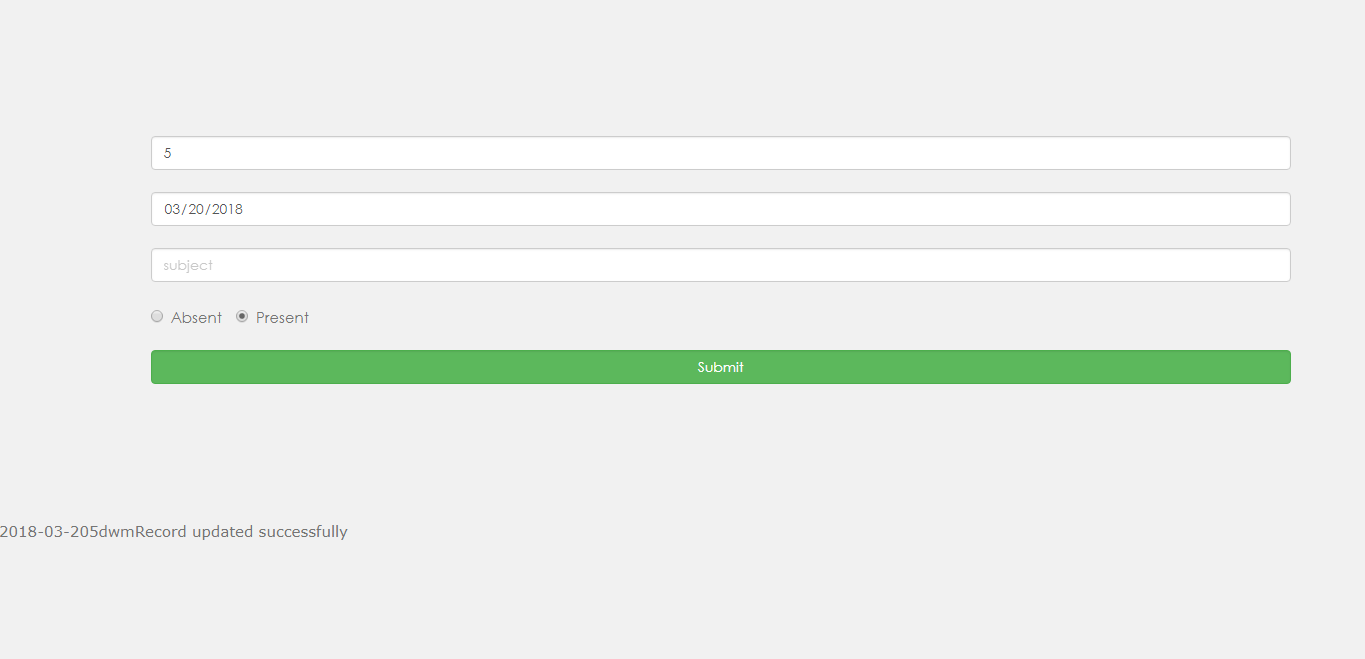 5
03/20/2018
subject
Absent Present
Submit
2018-03-205dwmRecord updated successfully